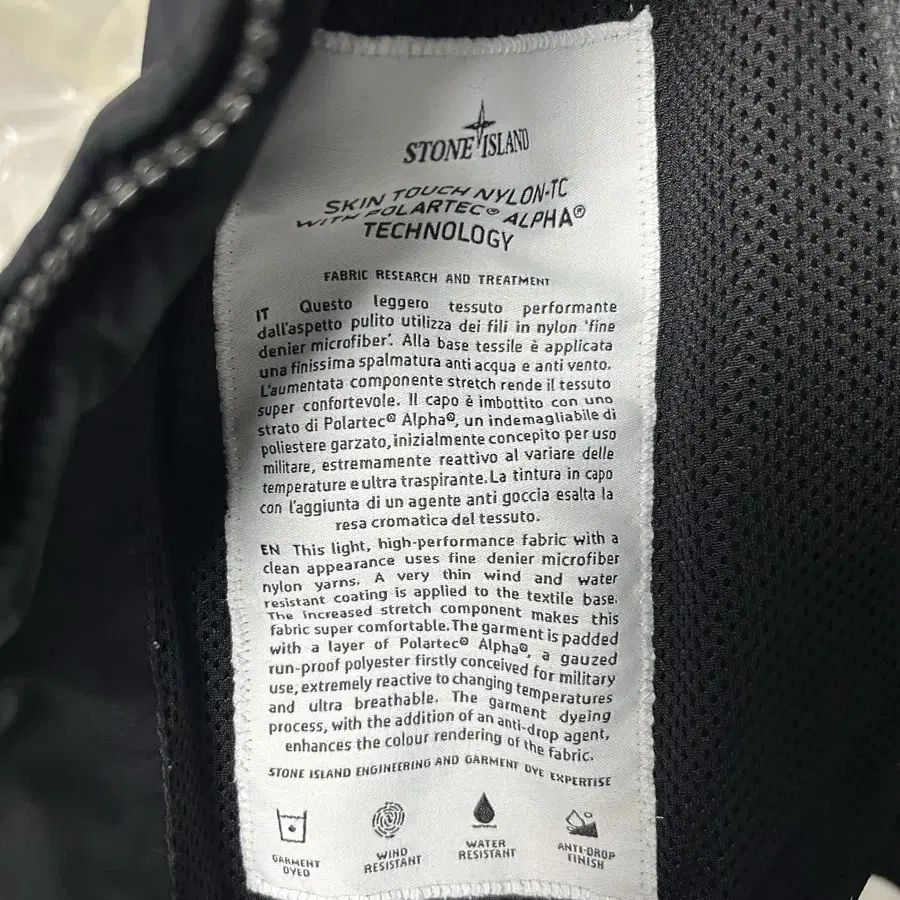 STONE ISLAND
SKIN TOUCH NYLON-TC
WITH POLARTEC® ALPHA®
TECHNOLOGY
FABRIC RESEARCH AND TREATMENT
IT Questo leggero tessuto performante
dall'aspetto pulito utilizza dei fili in nylon 'fine
denier microfiber'. Alla base tessile è applicata
una finissima spalmatura anti acqua e anti vento.
L'aumentata componente stretch rende il tessuto
super confortevole. Il capo è imbottito con uno
strato di Polartec® Alpha®, un indemagliabile di
poliestere garzato, inizialmente concepito per uso
militare, estremamente reattivo al variare delle
temperature e ultra traspirante. La tintura in capo
con l'aggiunta di un agente anti goccia esalta la
resa cromatica del tessuto.
EN This light, high-performance fabric with a
clean appearance uses fine denier microfiber
nylon yarns. A very thin wind and water
resistant coating is applied to the textile base.
The increased stretch component makes this
fabric super comfortable. The garment is padded
with a layer of Polartec® Alpha®, a gauzed
run-proof polyester firstly conceived for military
use, extremely reactive to changing temperatures
and ultra breathable. The garment dyeing
process, with the addition of an anti-drop agent,
enhances the colour rendering of the fabric.
STONE ISLAND ENGINEERING AND GARMENT DYE EXPERTISE
GARMENT
DYED
WIND
RESISTANT
WATER
RESISTANT
ANTI-DROP
FINISH